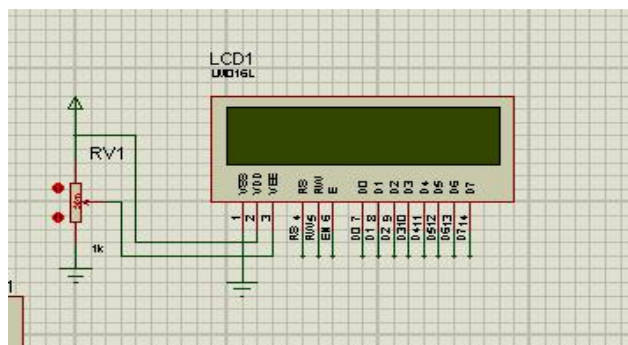 LCD1
LM016L
RV1
VSS VDD VEE RS RW E D0 D1 D2 D3 D4 D5 D6 D7
1 2 3 4 5 6 7 8 9 10 11 12 13 14
RS RW EN D0 D1 D2 D3 D4 D5 D6 D7
1k
1